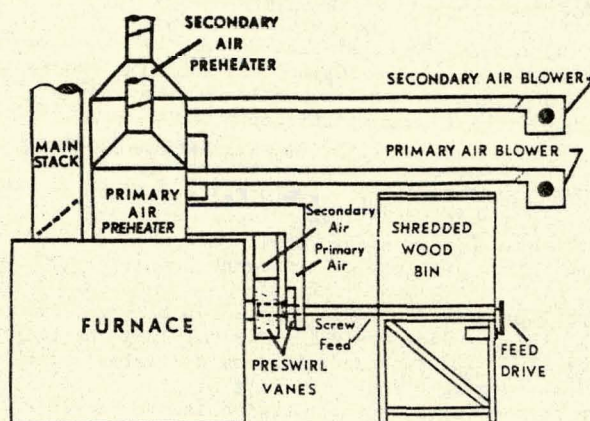 SECONDARY
AIR
PREHEATER
SECONDARY AIR BLOWER
MAIN
STACK
PRIMARY AIR BLOWER
PRIMARY
AIR
PREHEATER
Secondary
Air
Primary
Air
SHREDDED
WOOD
BIN
FURNACE
Screw
Feed
PRESWIRL
VANES
FEED
DRIVE